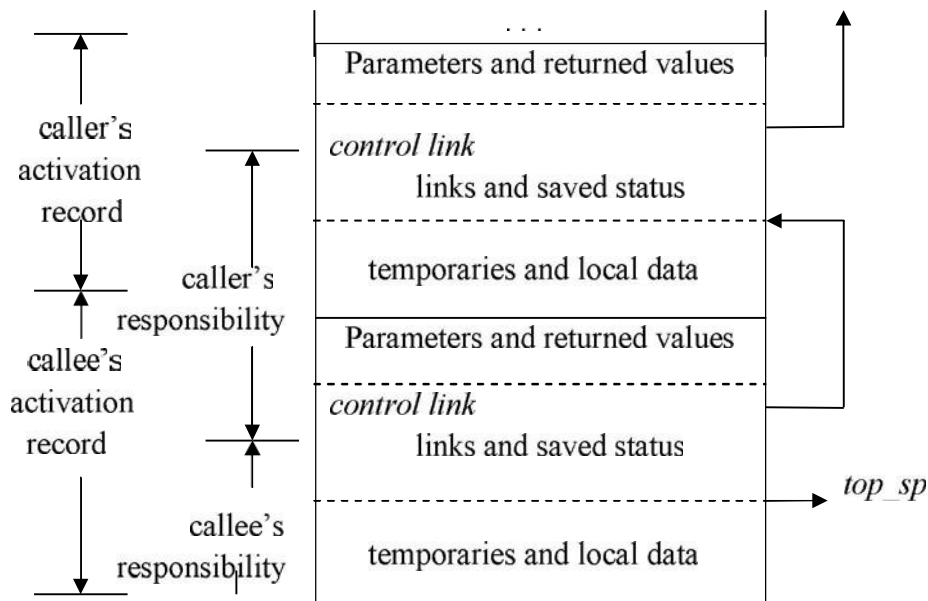 . . .
Parameters and returned values
caller's
activation
record
control link
links and saved status
caller's
responsibility
temporaries and local data
Parameters and returned values
callee's
activation
record
control link
links and saved status
top_sp
callee's
responsibility
temporaries and local data